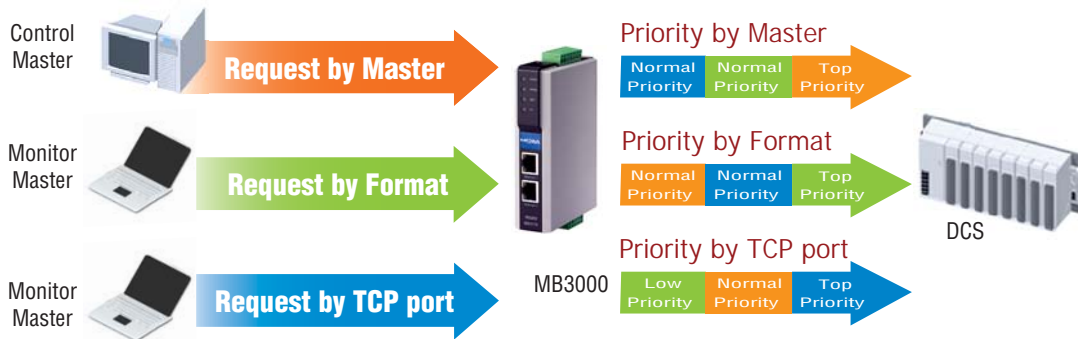 Control
Master
Request by Master
Priority by Master
Normal
Priority
Normal
Priority
Top
Priority
Monitor
Master
Request by Format
Priority by Format
Normal
Priority
Normal
Priority
Top
Priority
DCS
Monitor
Master
Request by TCP port
MB3000
Priority by TCP port
Low
Priority
Normal
Priority
Top
Priority